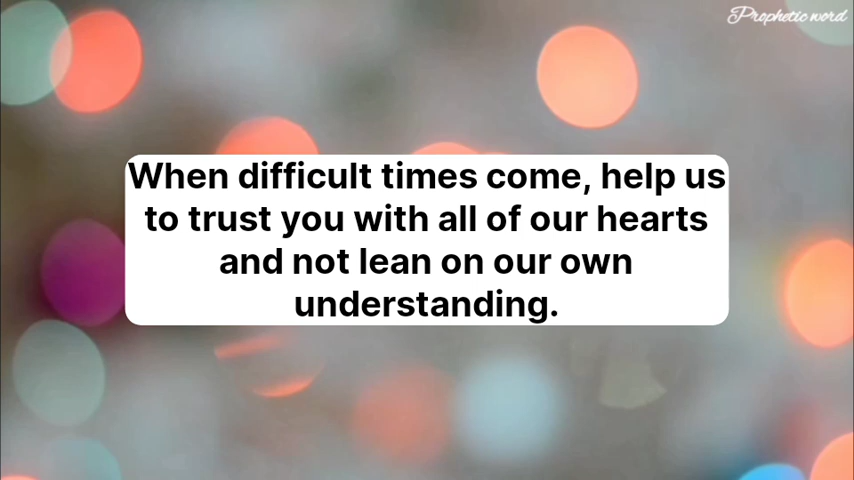 Prophetic word
When difficult times come, help us
to trust you with all of our hearts
and not lean on our own
understanding.